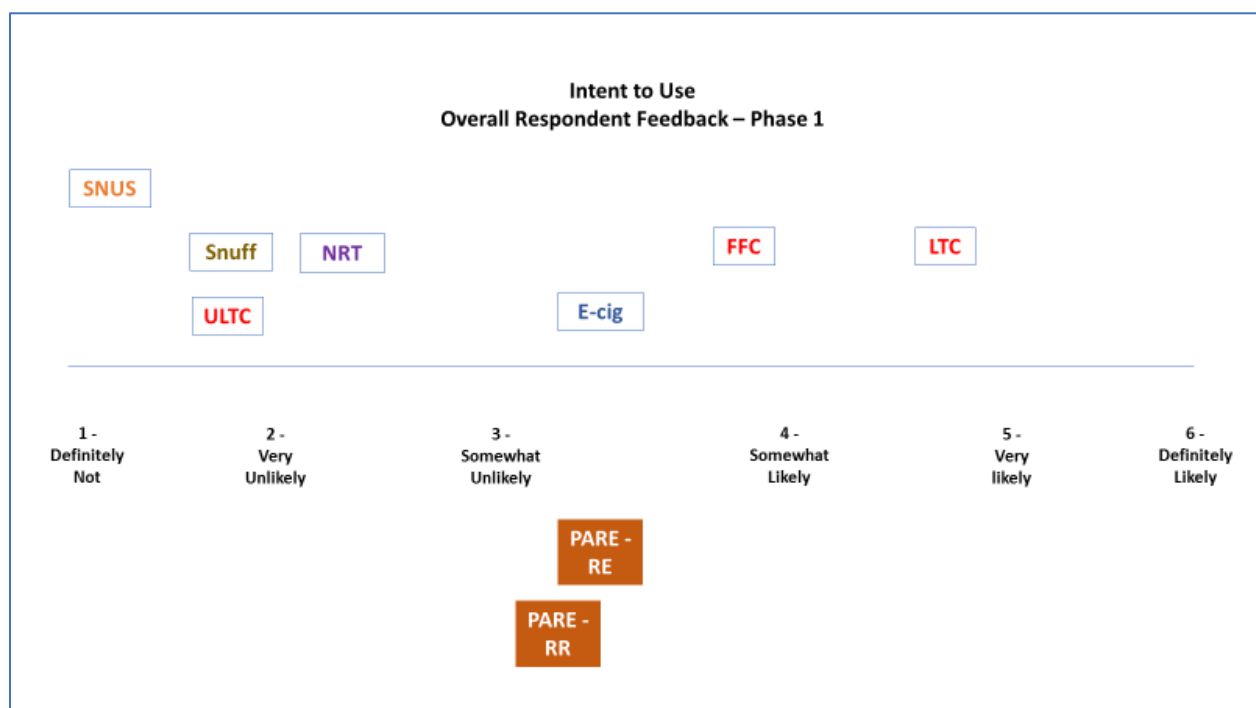 Intent to Use
Overall Respondent Feedback – Phase 1
SNUS
Snuff
NRT
FFC
LTC
ULTC
E-cig
1 -
Definitely
Not
2 -
Very
Unlikely
3 -
Somewhat
Unlikely
4 -
Somewhat
Likely
5 -
Very
likely
6 -
Definitely
Likely
PARE -
RE
PARE -
RR